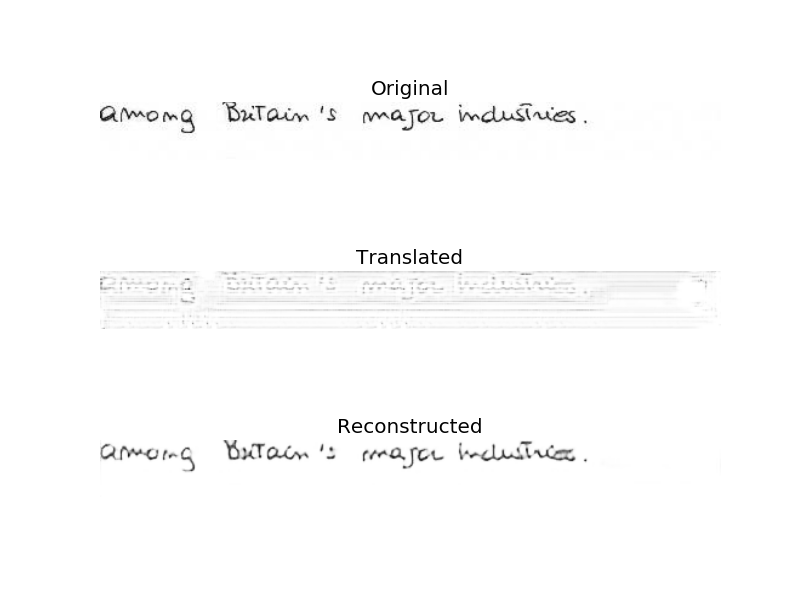 Original
among Britain's major industries.
Translated
among Britain's major industries.
Reconstructed
among Britain's major industries.